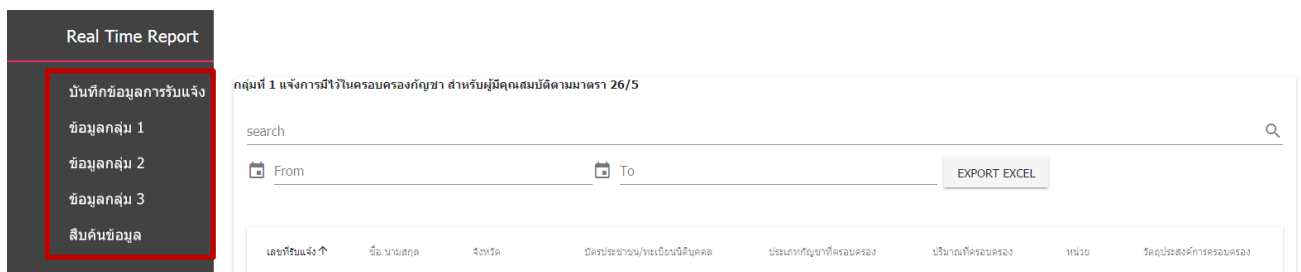 Real Time Report
บันทึกข้อมูลการรับแจ้ง
ข้อมูลกลุ่ม 1
ข้อมูลกลุ่ม 2
ข้อมูลกลุ่ม 3
สืบค้นข้อมูล
กลุ่มที่ 1 แจ้งการมีไว้ในครอบครองกัญชา สำหรับผู้มีคุณสมบัติตามมาตรา 26/5
search
From To EXPORT EXCEL
เลขที่รับแจ้ง ↑ ชื่อ นามสกุล จังหวัด บัตรประชาชน/ทะเบียนนิติบุคคล ประเภทกัญชาที่ครอบครอง ปริมาณที่ครอบครอง หน่วย วัตถุประสงค์การครอบครอง